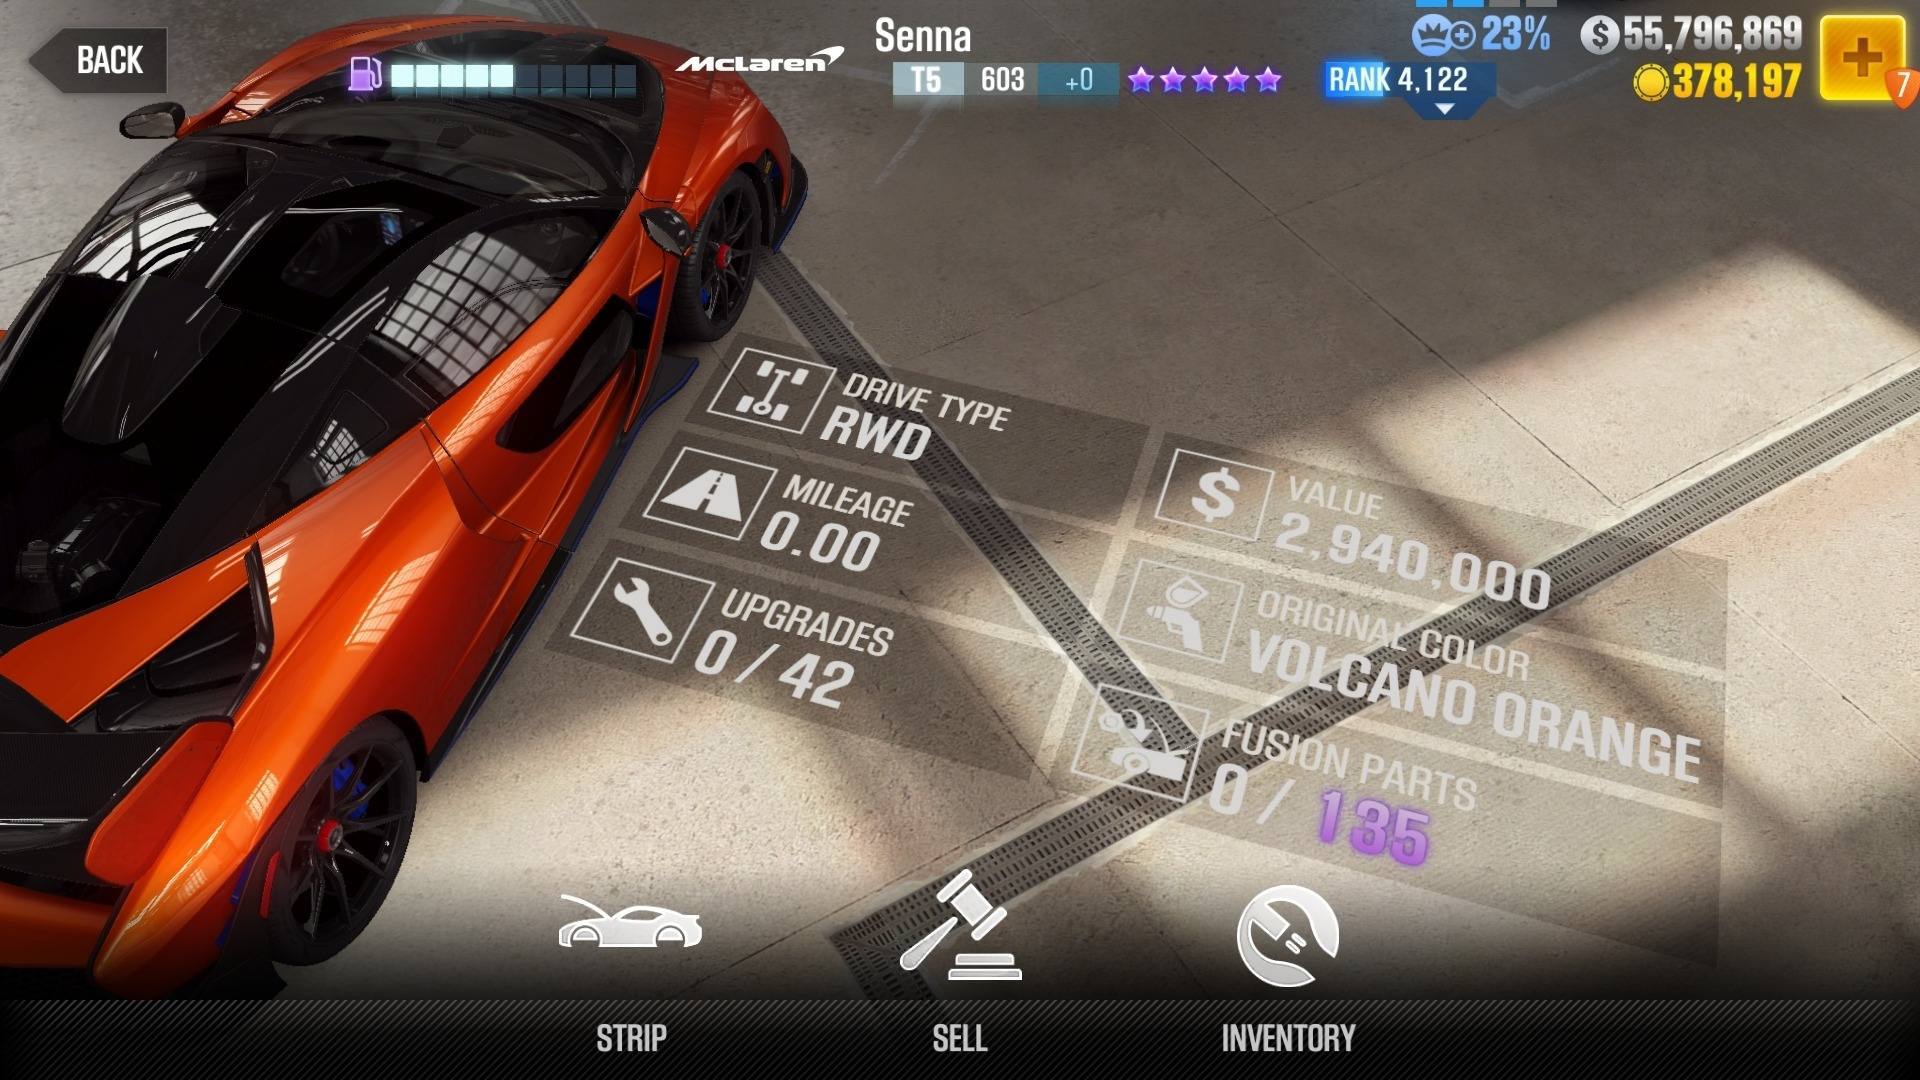 BACK
McLaren
Senna
T5 603 +0
RANK 4,122
23%
$55,796,869
378,197
7
DRIVE TYPE
RWD
MILEAGE
0.00
UPGRADES
0/42
$
VALUE
2,940,000
ORIGINAL COLOR
VOLCANO ORANGE
FUSION PARTS
0/ 135
STRIP
SELL
INVENTORY